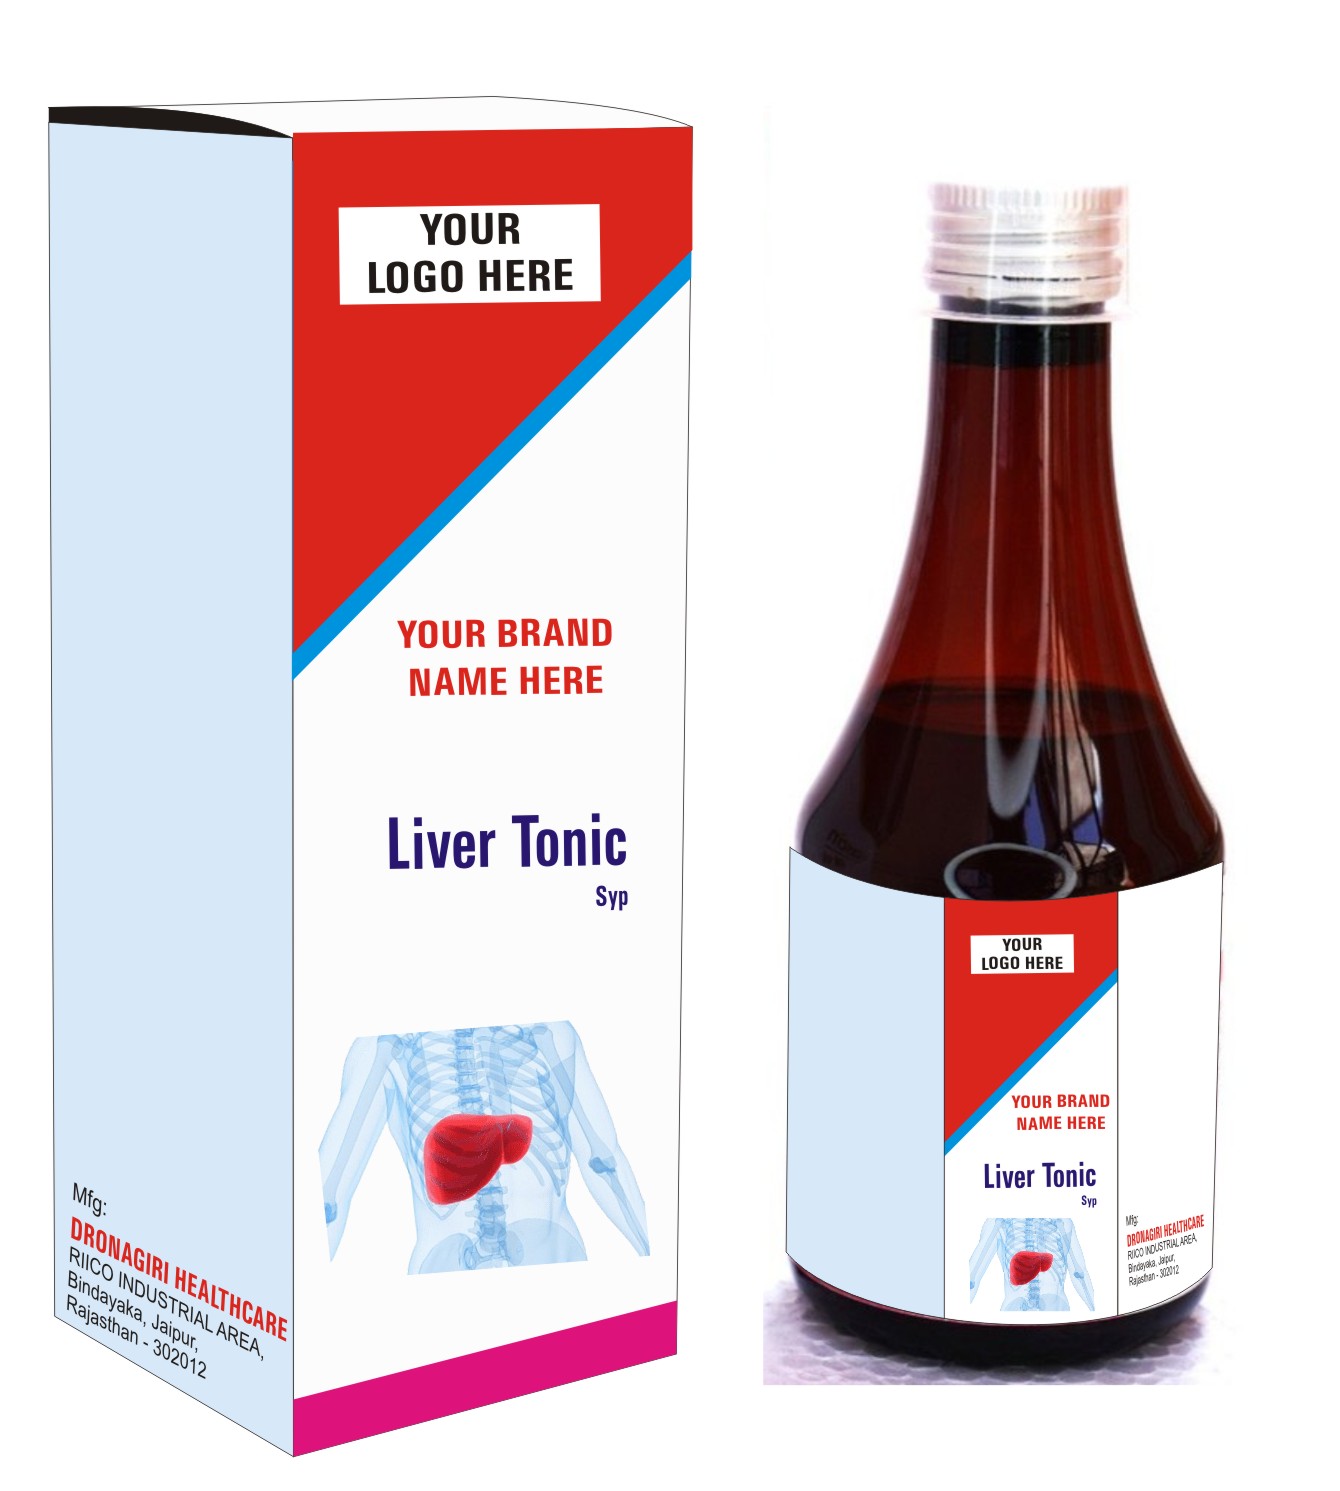 YOUR
LOGO HERE
YOUR BRAND
NAME HERE
Liver Tonic
Syp
Mfg:
DRONAGIRI HEALTHCARE
RIICO INDUSTRIAL AREA,
Bindayaka, Jaipur,
Rajasthan - 302012
YOUR
LOGO HERE
YOUR BRAND
NAME HERE
Liver Tonic
Syp
Mfg:
DRONAGIRI HEALTHCARE
RIICO INDUSTRIAL AREA,
Bindayaka, Jaipur,
Rajasthan - 302012